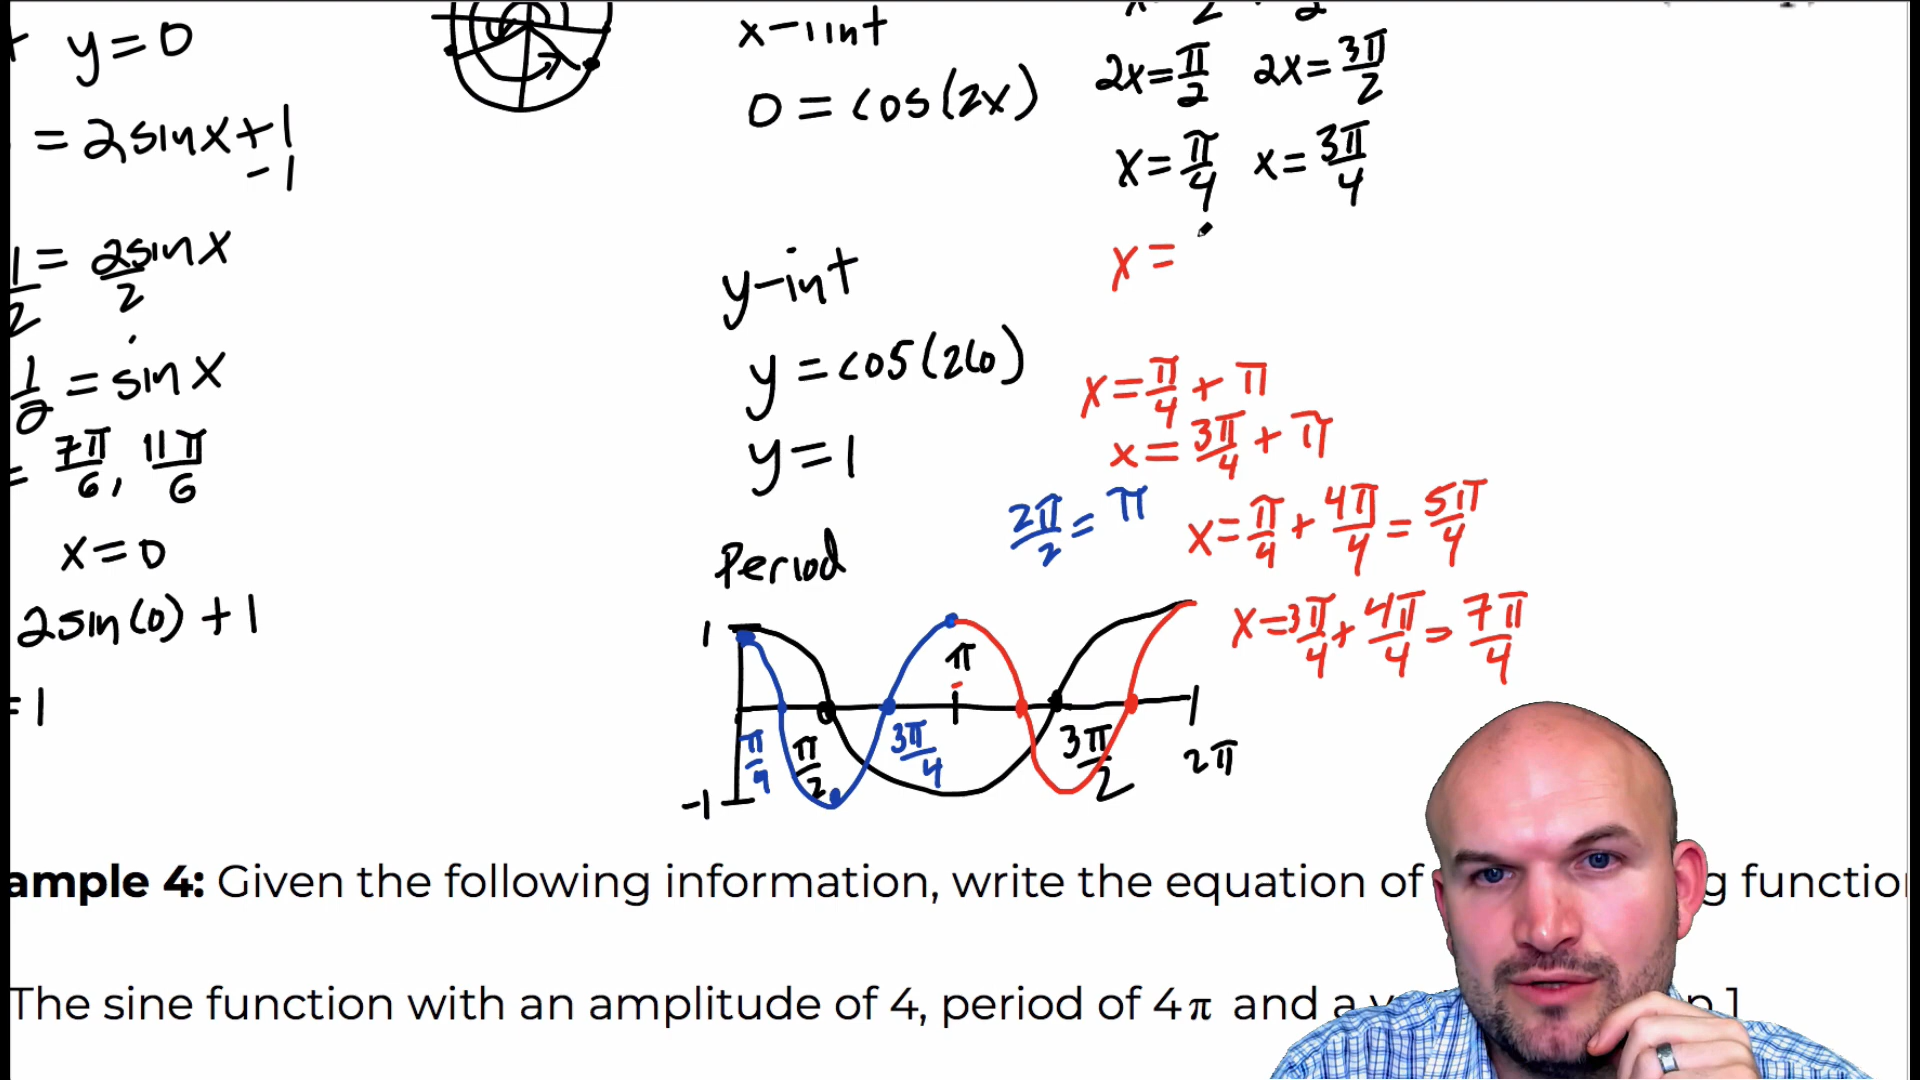 y=0
= 2sinx+1
-1
1/2 = 2sinx/2
1/2 = sinx
= 7π/6, 11π/6
x=0
2sin(0)+1
=1
x-int
0 = cos(2x)
y-int
y = cos(2(0))
y=1
Period
2π/2 = π
2x=π/2 2x=3π/2
x=π/4 x=3π/4
x=
x=π/4+π
x=3π/4+π
x=π/4+4π/4=5π/4
x=3π/4+4π/4=7π/4
1
π
π/4 π/2 3π/4 3π/2 2π
-1
ample 4: Given the following information, write the equation of g function
The sine function with an amplitude of 4, period of 4π and a